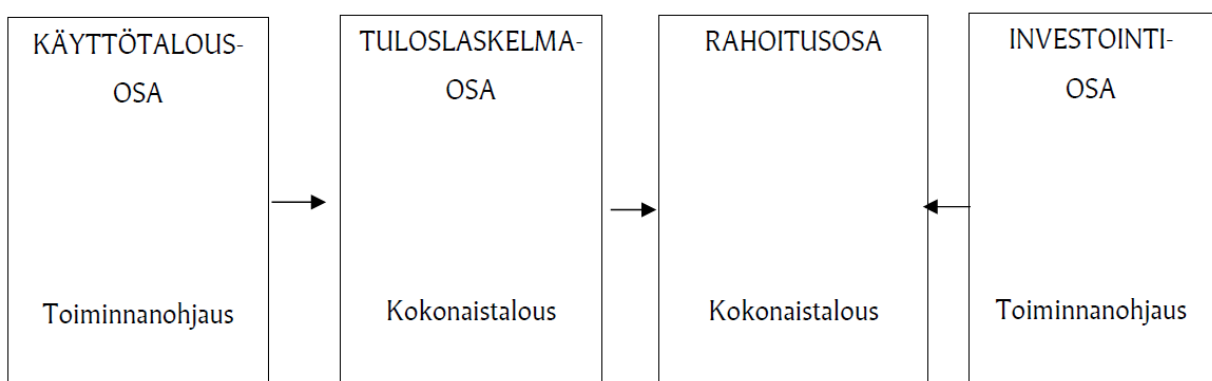 KÄYTTÖTALOUS-
OSA
Toiminnanohjaus
TULOSLASKELMA-
OSA
Kokonaistalous
RAHOITUSOSA
Kokonaistalous
INVESTOINTI-
OSA
Toiminnanohjaus